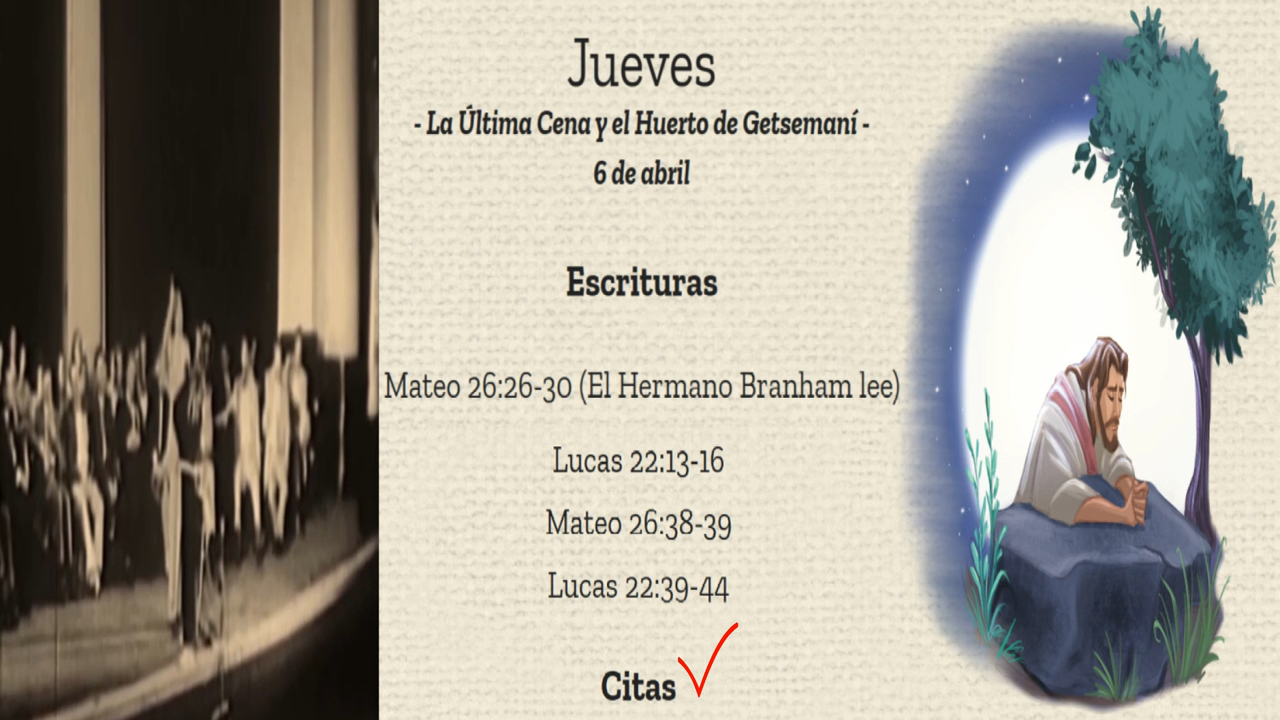 Jueves
- La Última Cena y el Huerto de Getsemaní -
6 de abril
Escrituras
Mateo 26:26-30 (El Hermano Branham lee)
Lucas 22:13-16
Mateo 26:38-39
Lucas 22:39-44
Citas